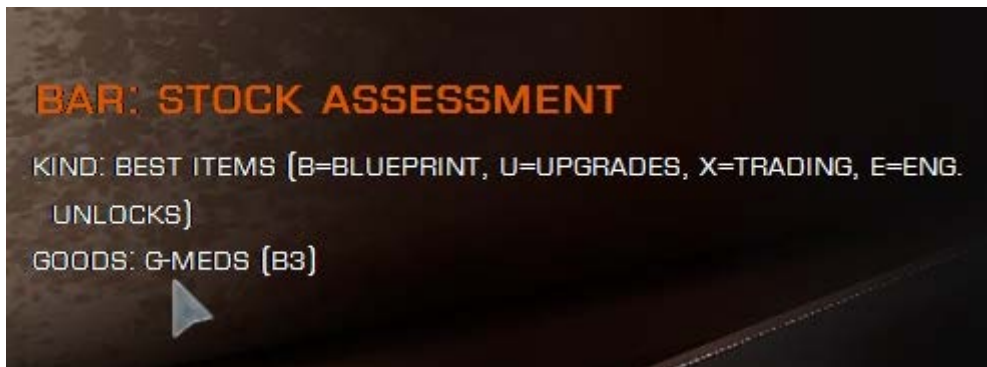 BAR: STOCK ASSESSMENT
KIND: BEST ITEMS (B=BLUEPRINT, U=UPGRADES, X=TRADING, E=ENG.
UNLOCKS)
GOODS: G-MEDS (B3)